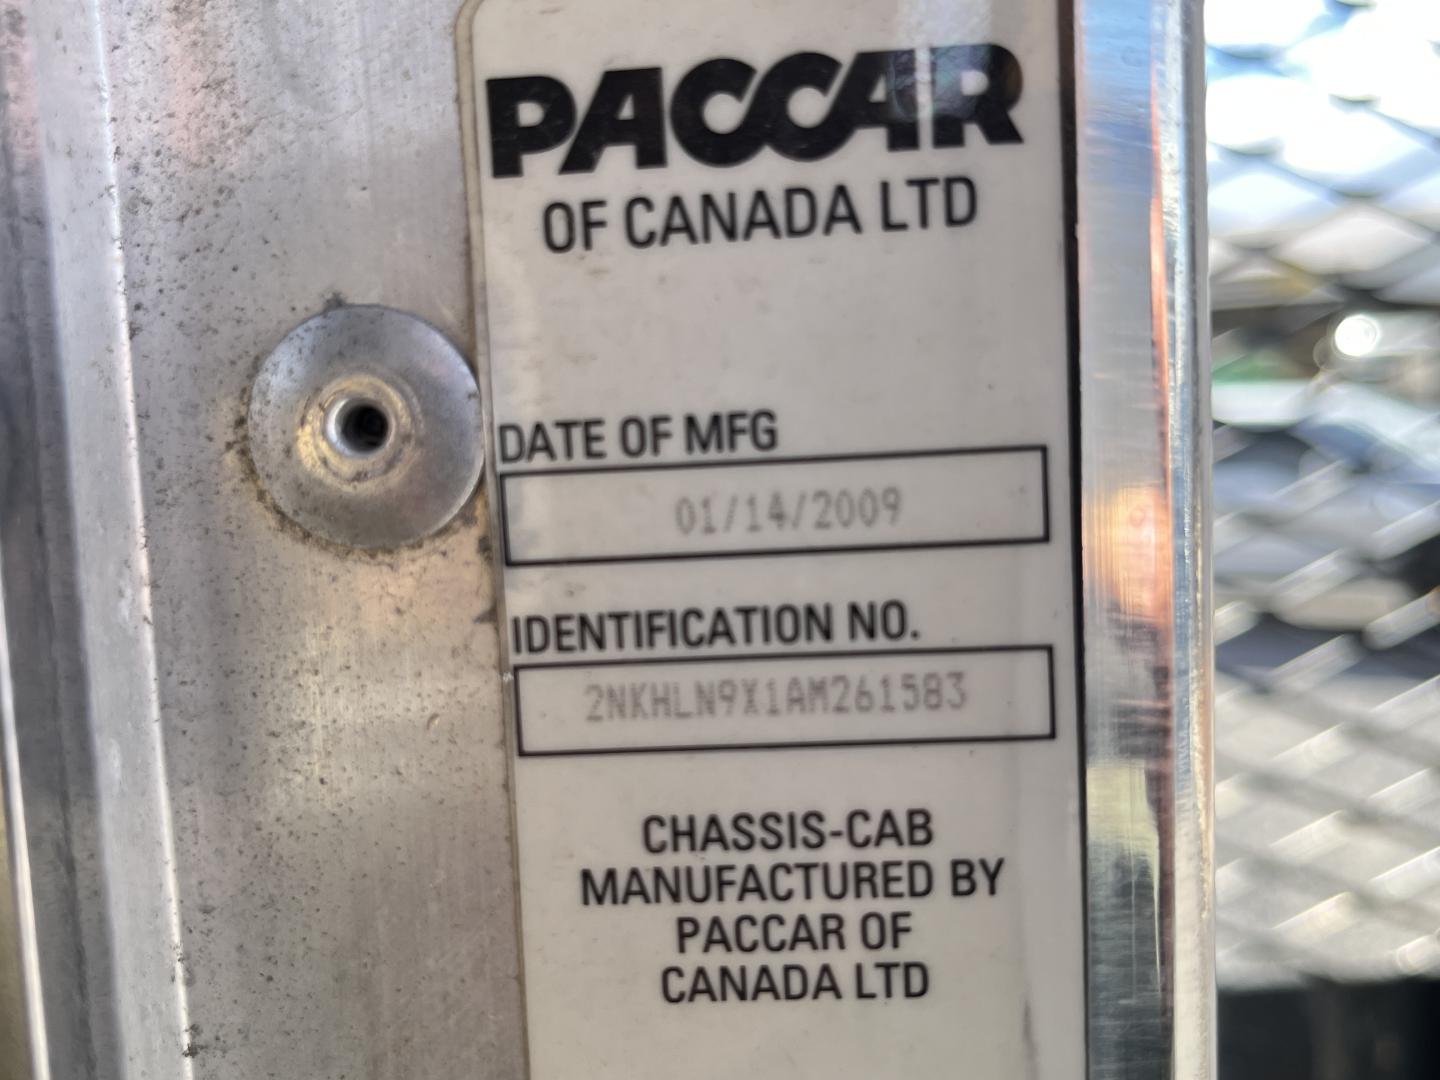 PACCAR
OF CANADA LTD
DATE OF MFG
01/14/2009
IDENTIFICATION NO.
2NKHLN9X1AM261583
CHASSIS-CAB
MANUFACTURED BY
PACCAR OF
CANADA LTD